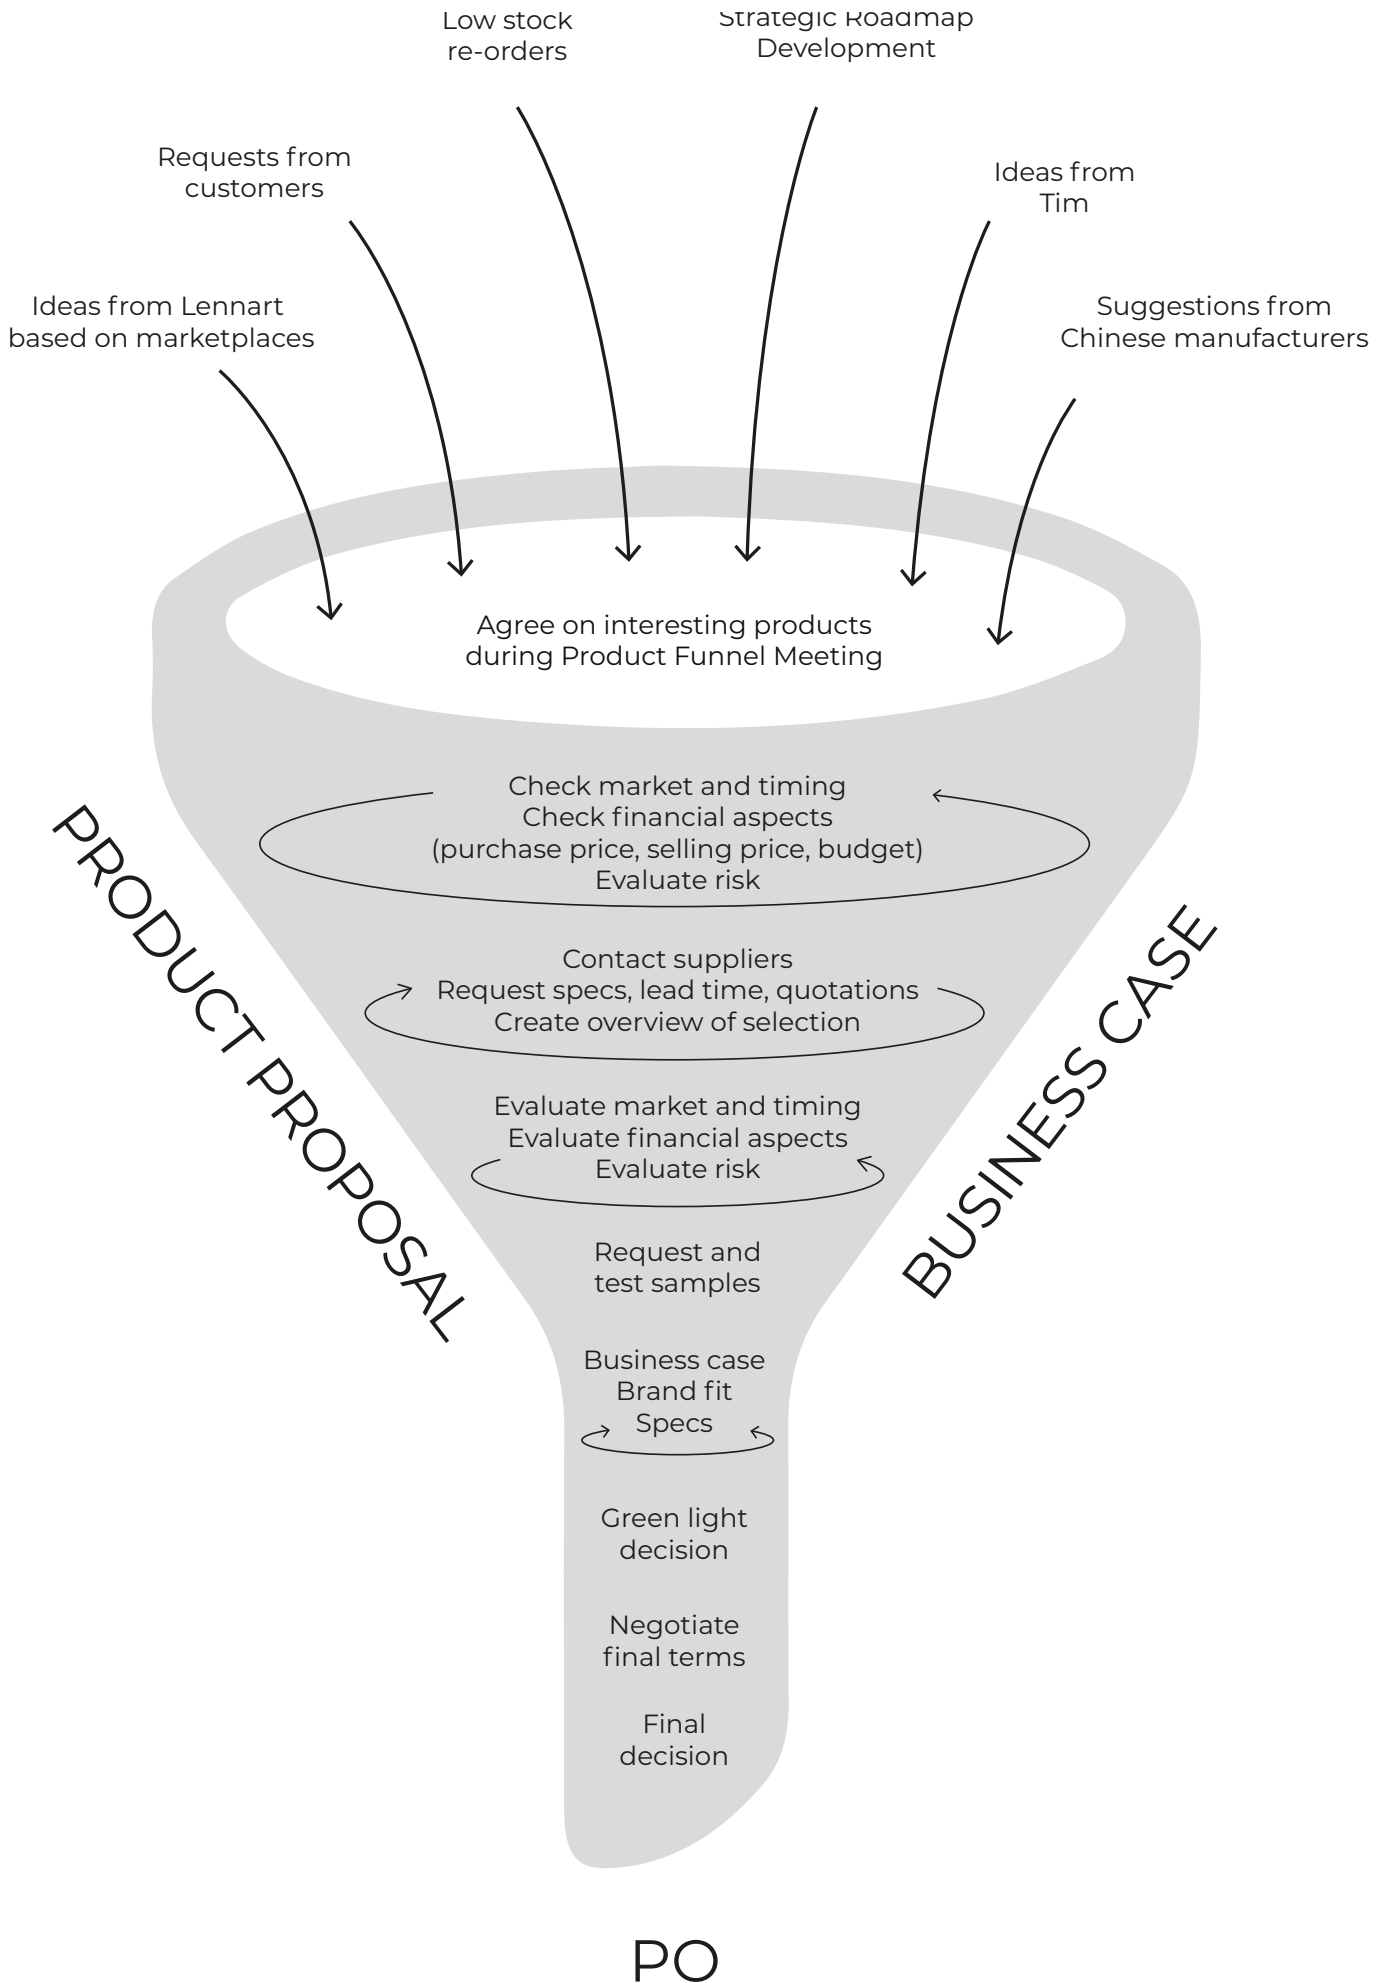 Low stock
re-orders
Strategic Roadmap
Development
Requests from
customers
Ideas from
Tim
Ideas from Lennart
based on marketplaces
Suggestions from
Chinese manufacturers
Agree on interesting products
during Product Funnel Meeting
Check market and timing
Check financial aspects
(purchase price, selling price, budget)
Evaluate risk
PRODUCT PROPOSAL
BUSINESS CASE
Contact suppliers
Request specs, lead time, quotations
Create overview of selection
Evaluate market and timing
Evaluate financial aspects
Evaluate risk
Request and
test samples
Business case
Brand fit
Specs
Green light
decision
Negotiate
final terms
Final
decision
PO